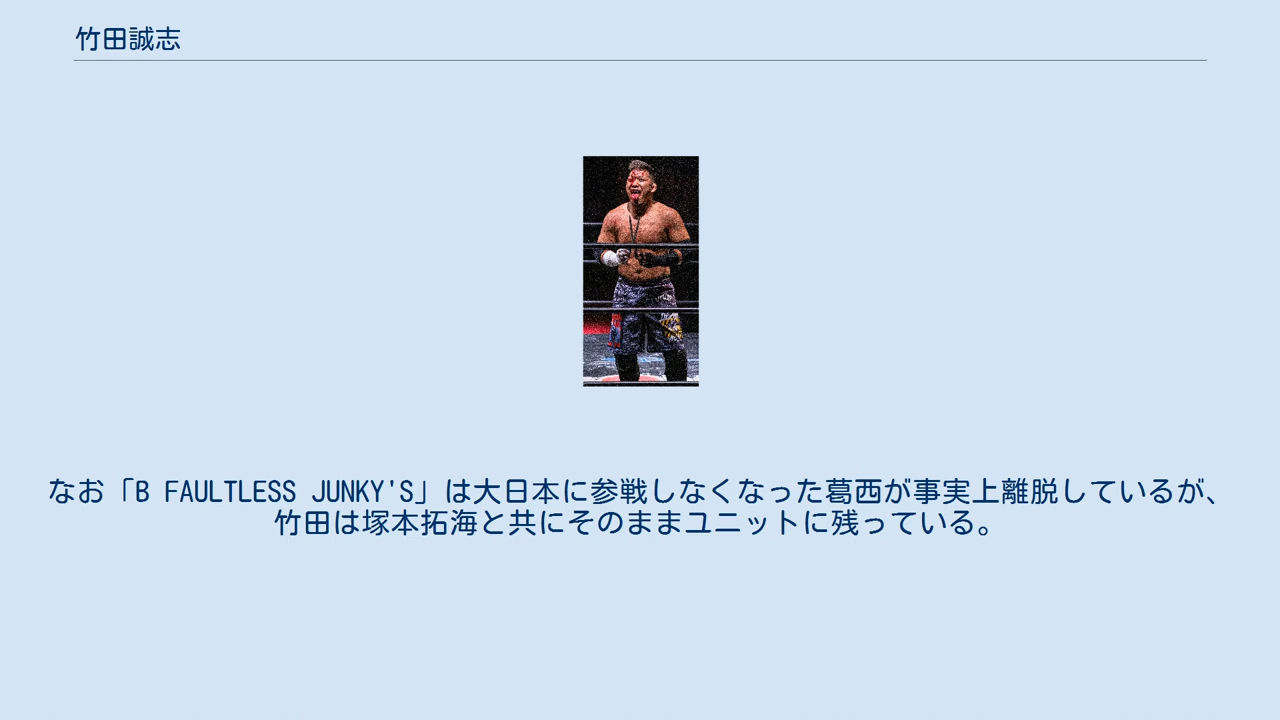 竹田誠志
なお「B FAULTLESS JUNKY'S」は大日本に参戦しなくなった葛西が事実上離脱しているが、
竹田は塚本拓海と共にそのままユニットに残っている。